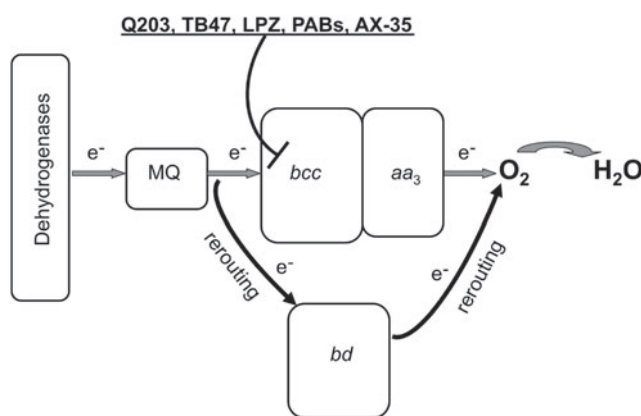 Q203, TB47, LPZ, PABs, AX-35
Dehydrogenases
e-
MQ
e-
bcc
aa3
e-
O2
H2O
rerouting
e-
bd
e-
rerouting